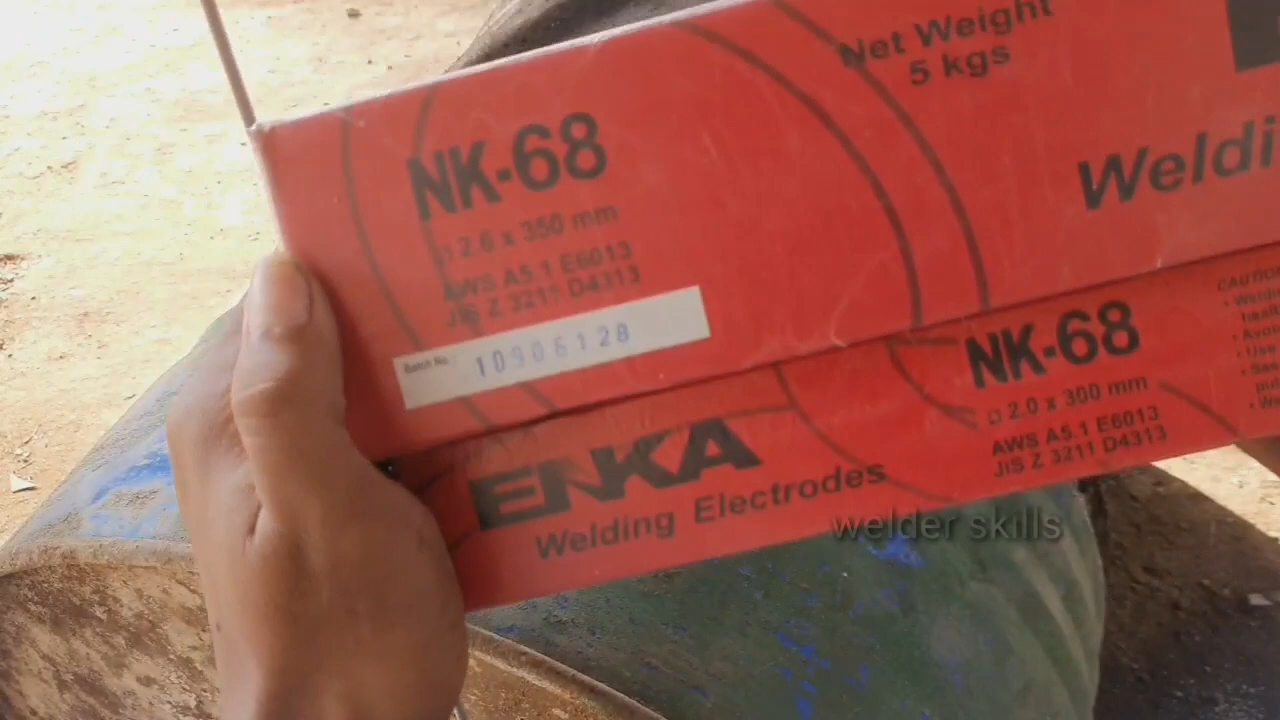 Net Weight
5 kgs
NK-68
2.6 x 350 mm
AWS A5.1 E6013
JIS Z 3211 D4313
Batch No.
10906128
Weldi
ENKA
Welding Electrodes
NK-68
2.0 x 300 mm
AWS A5.1 E6013
JIS Z 3211 D4313
CAUTION
welder skills